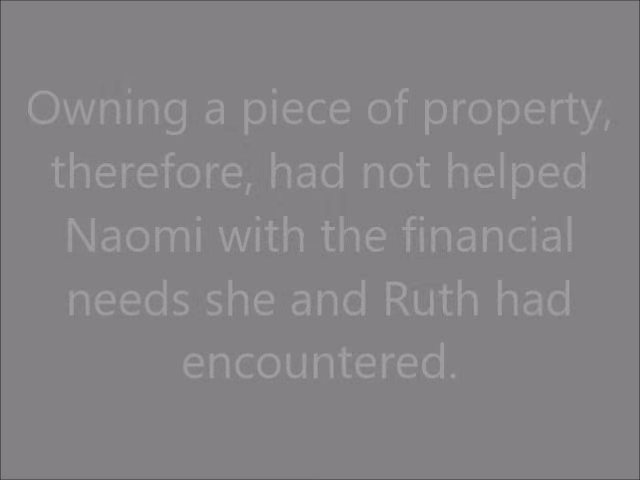 Owning a piece of property,
therefore, had not helped
Naomi with the financial
needs she and Ruth had
encountered.